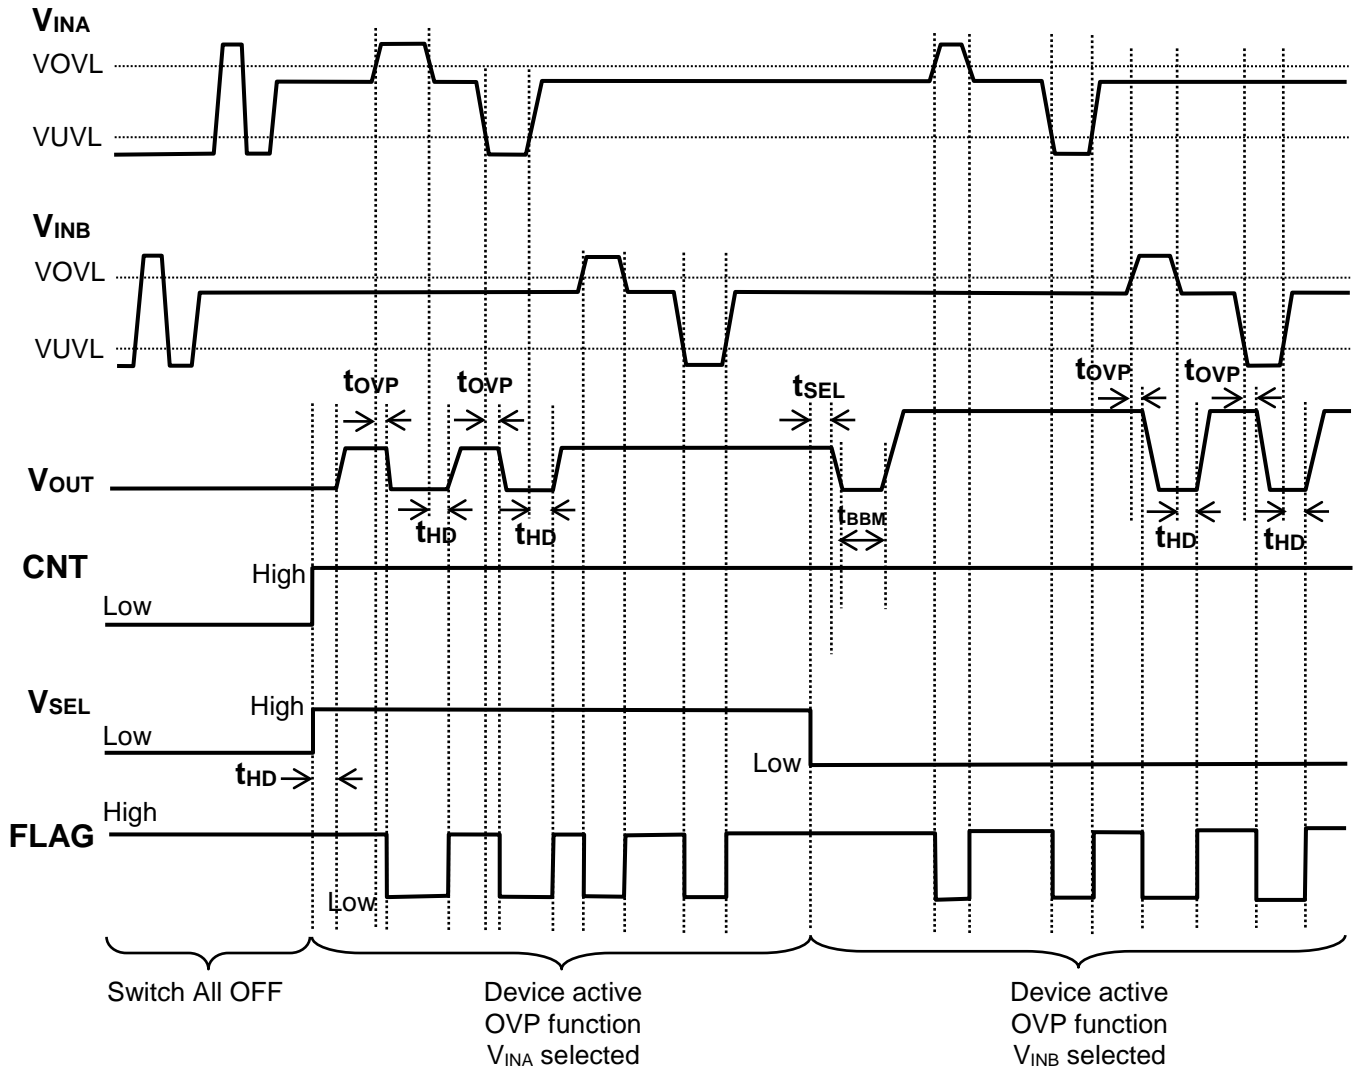 VINA
VOVL
VUVL
VINB
VOVL
VUVL
tOVP
tOVP
tSEL
tOVP
tOVP
VOUT
tHD
tHD
tBBM
tHD
tHD
CNT
High
Low
VSEL
High
Low
Low
tHD
High
FLAG
Low
Switch All OFF
Device active
OVP function
VINA selected
Device active
OVP function
VINB selected